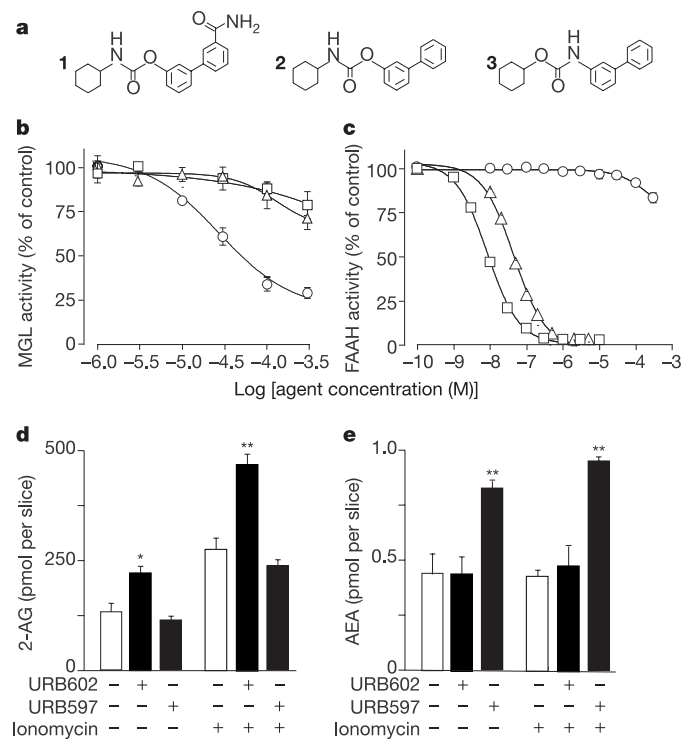 a
1 2 3
O NH₂
H N O O
H N O O
O H N O
b c
MGL activity (% of control)
100 75 50 25 0
−6.0 −5.5 −5.0 −4.5 −4.0 −3.5
FAAH activity (% of control)
100 75 50 25 0
−10 −9 −8 −7 −6 −5 −4 −3
Log [agent concentration (M)]
d e
2-AG (pmol per slice)
500
250
0
* **
AEA (pmol per slice)
1.0
0.5
0
** **
URB602 − + − − + − URB602 − + − − + −
URB597 − − + − − + URB597 − − + − − +
Ionomycin − − − + + + Ionomycin − − − + + +